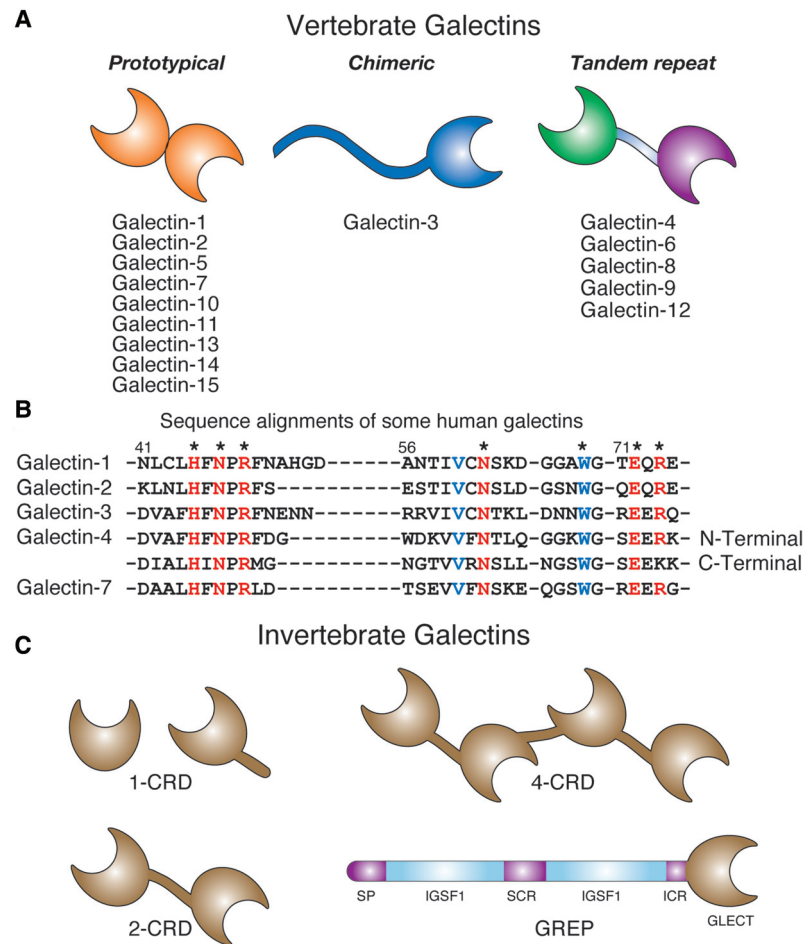 A
Vertebrate Galectins
Prototypical
Chimeric
Tandem repeat
Galectin-1
Galectin-2
Galectin-5
Galectin-7
Galectin-10
Galectin-11
Galectin-13
Galectin-14
Galectin-15
Galectin-3
Galectin-4
Galectin-6
Galectin-8
Galectin-9
Galectin-12
B
Sequence alignments of some human galectins
41 * * * 56 * * 71 * *
Galectin-1 -NLCLHFNPRFNAHGD------ANTIVCNSKD-GGAWG-TEQRE-
Galectin-2 -KLNLHFNPRFS----------ESTIVCNSLD-GSNWG-QEQRE-
Galectin-3 -DVAFHFNPRFNENN-------RRVIVCNTKL-DNNWG-REERQ-
Galectin-4 -DVAFHFNPRFDG---------WDKVVFNTLQ-GGKWG-SEERK- N-Terminal
-DIALHINPRMG----------NGTVVRNSLL-NGSWG-SEEKK- C-Terminal
Galectin-7 -DAALHFNPRLD----------TSEVVFNSKE-QGSWG-REERG-
C
Invertebrate Galectins
1-CRD
4-CRD
2-CRD
SP IGSF1 SCR IGSF1 ICR GLECT
GREP